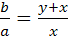 b/a = (y+x)/x